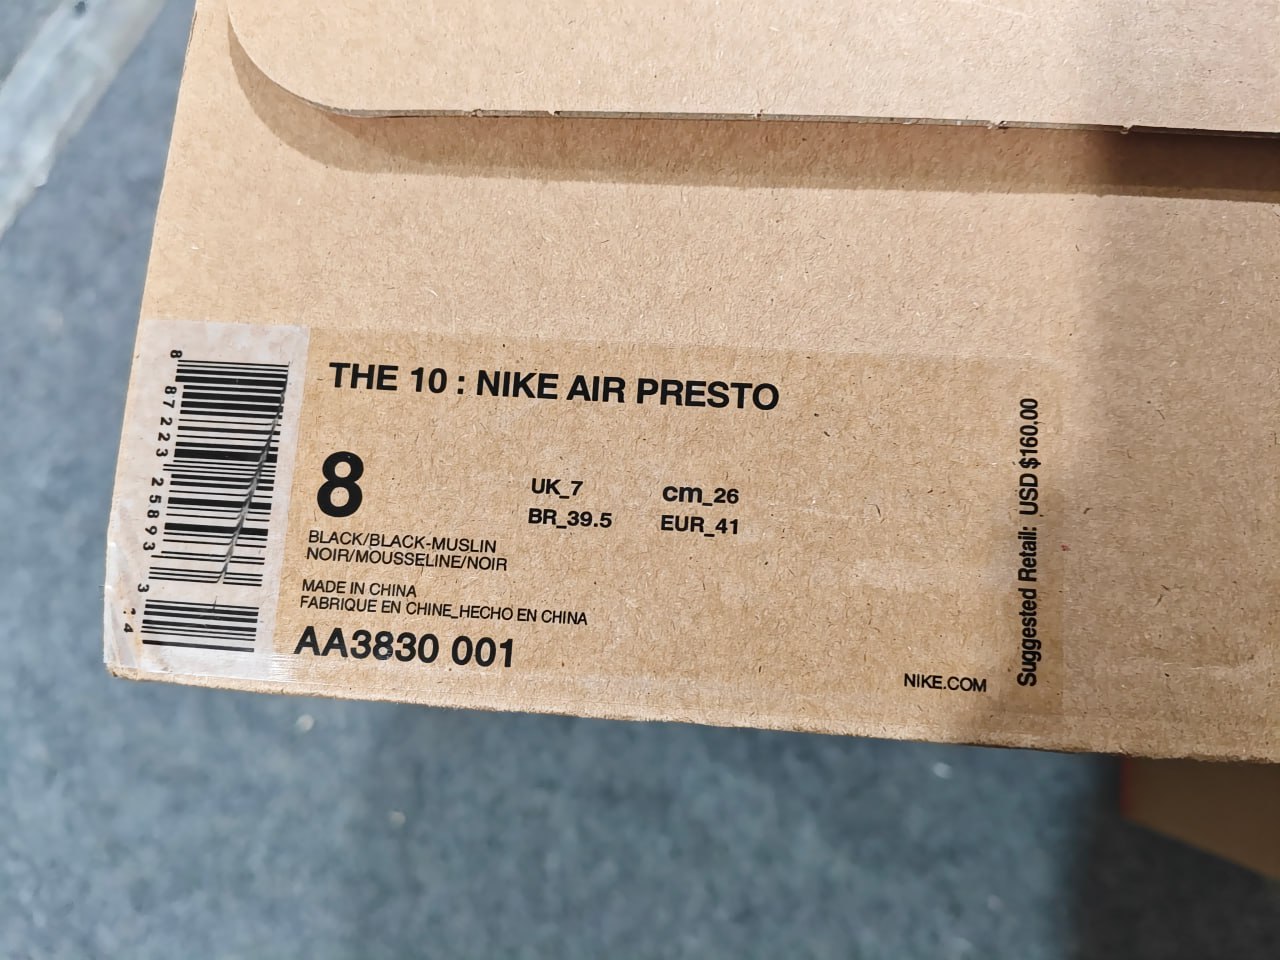 THE 10 : NIKE AIR PRESTO
8
UK_7 cm_26
BR_39.5 EUR_41
BLACK/BLACK-MUSLIN
NOIR/MOUSSELINE/NOIR
MADE IN CHINA
FABRIQUE EN CHINE_HECHO EN CHINA
AA3830 001
NIKE.COM
Suggested Retail: USD $160.00
8 87223 25893 3 14